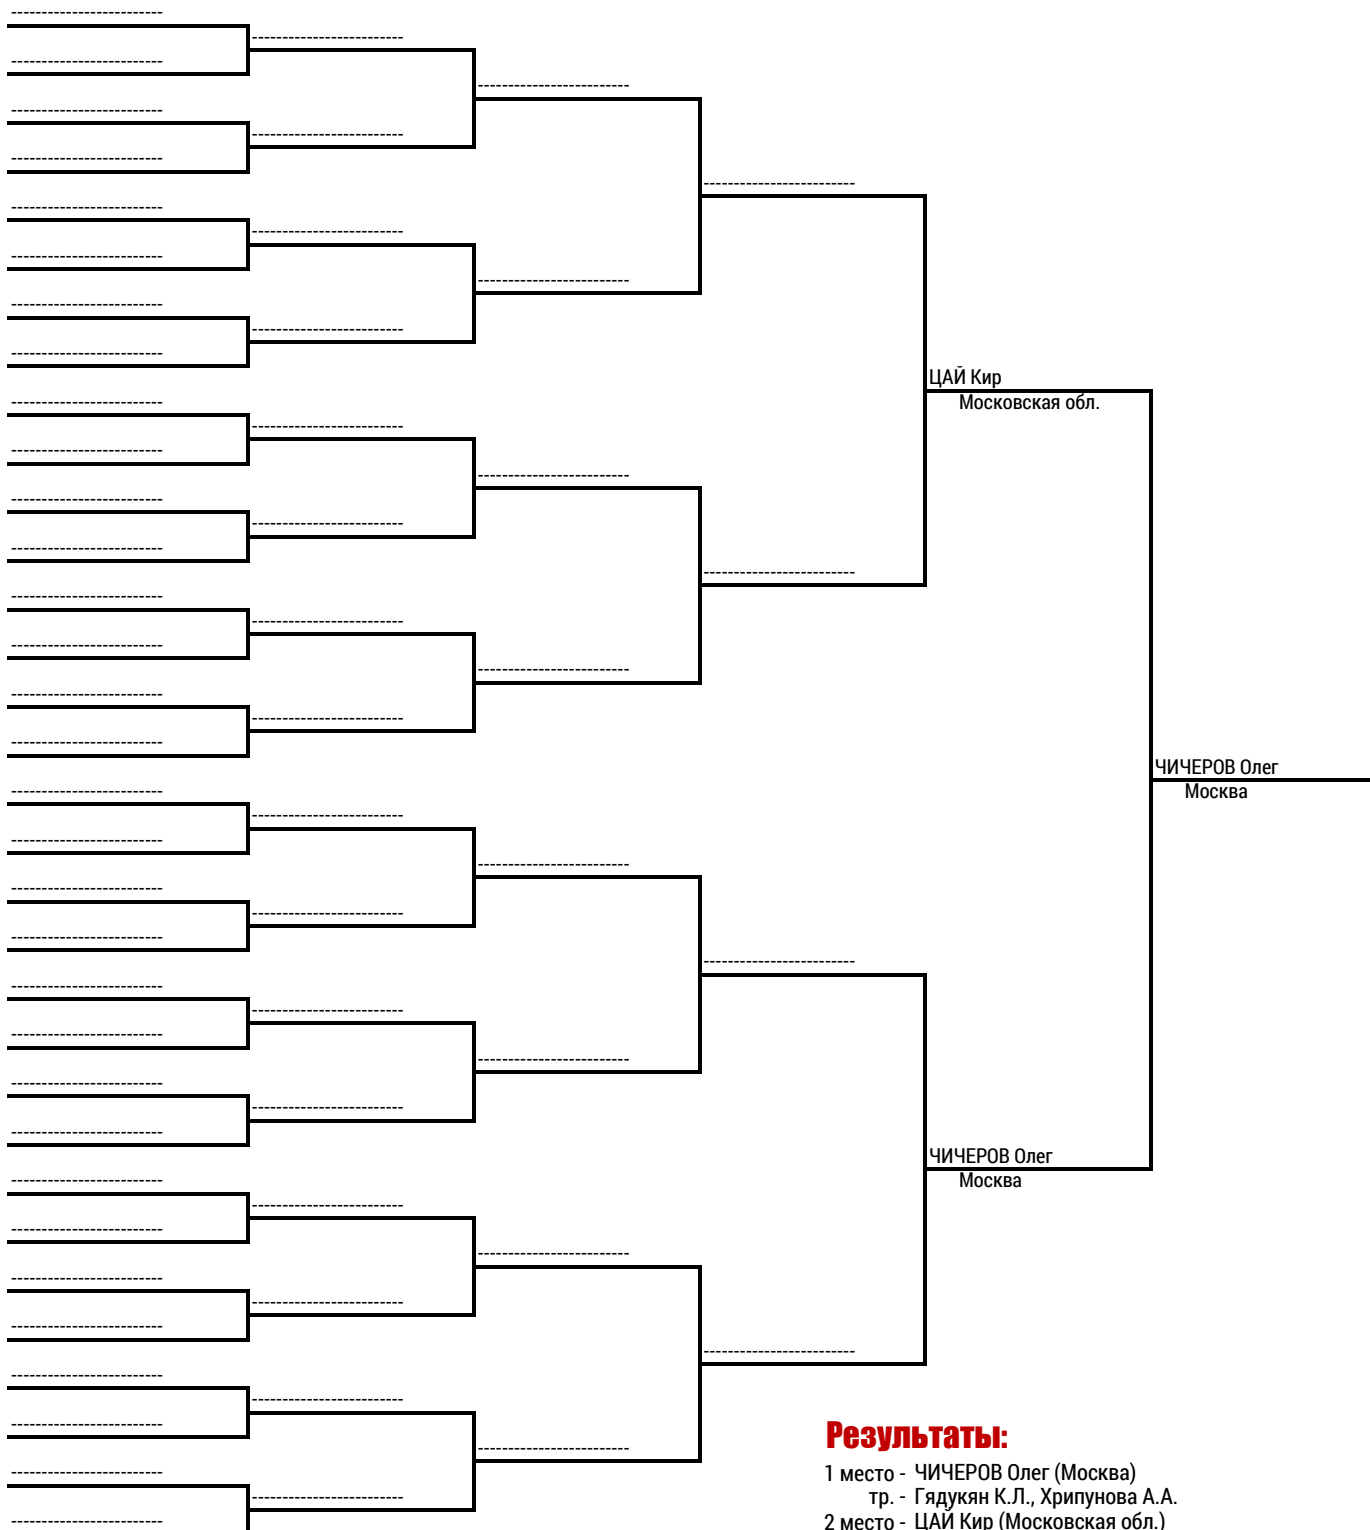 ЦАЙ Кир
Московская обл.
ЧИЧЕРОВ Олег
Москва
ЧИЧЕРОВ Олег
Москва
Результаты:
1 место - ЧИЧЕРОВ Олег (Москва)
тр. - Гядукян К.Л., Хрипунова А.А.
2 место - ЦАЙ Кир (Московская обл.)